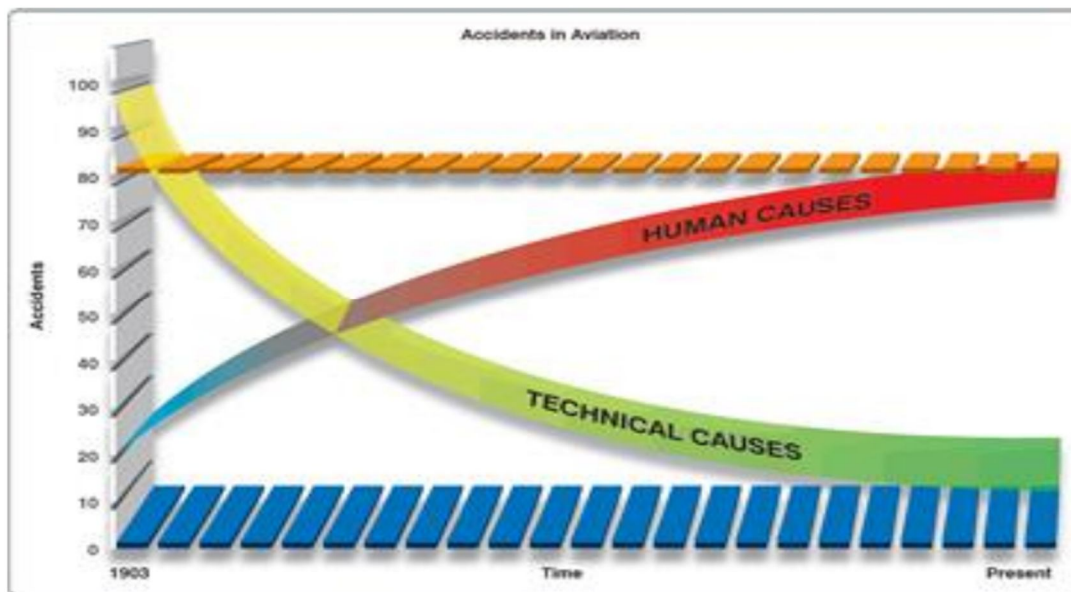 Accidents in Aviation
100
90
80
70
60
50
40
30
20
10
0
Accidents
HUMAN CAUSES
TECHNICAL CAUSES
1903
Time
Present